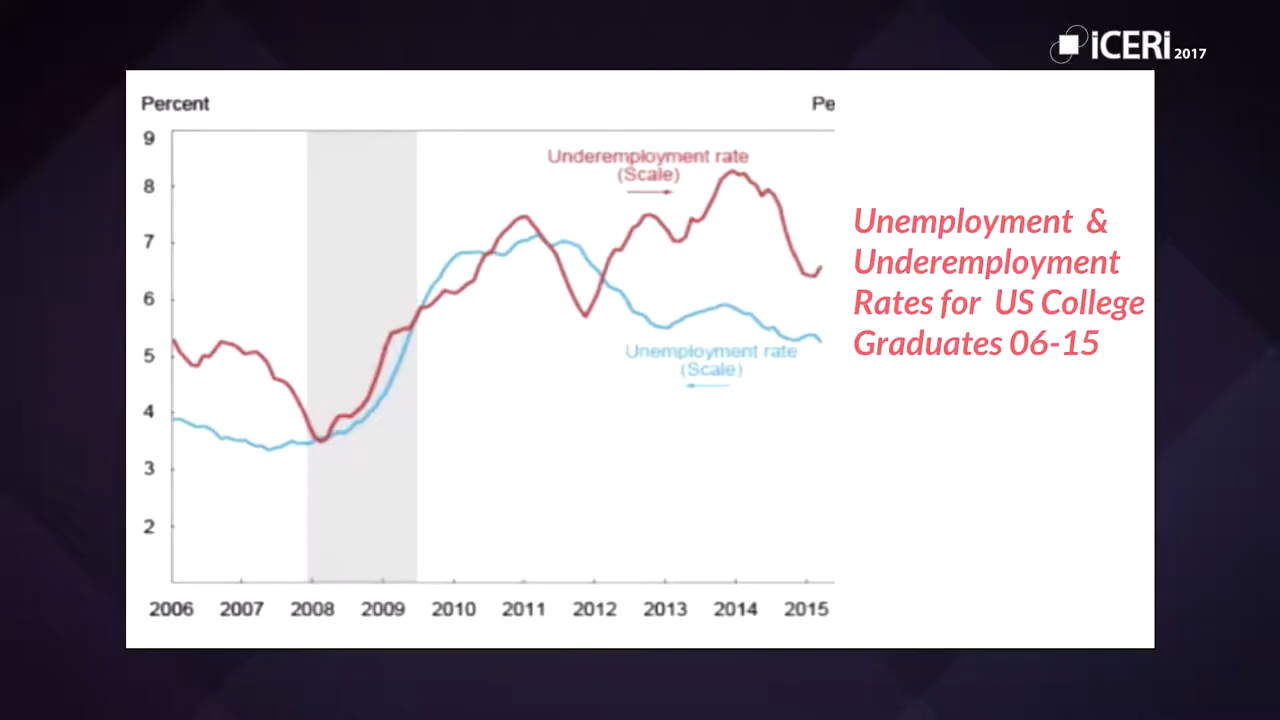 iCERi 2017
Percent
Pe
9
8
7
6
5
4
3
2
Underemployment rate
(Scale)
Unemployment rate
(Scale)
2006 2007 2008 2009 2010 2011 2012 2013 2014 2015
Unemployment & 
Underemployment
Rates for US College
Graduates 06-15